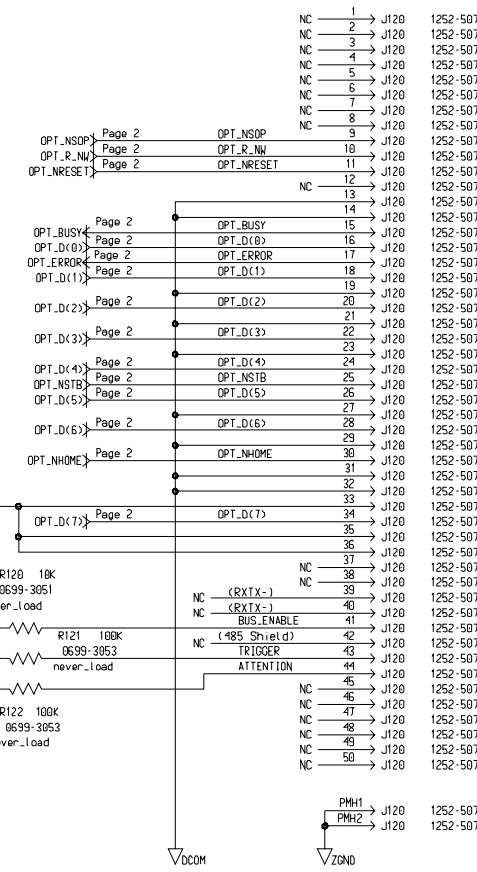 1
NC J120 1252-507
2
NC J120 1252-507
3
NC J120 1252-507
4
NC J120 1252-507
5
NC J120 1252-507
6
NC J120 1252-507
7
NC J120 1252-507
8
NC J120 1252-507
OPT_NSOP Page 2 OPT_NSOP 9 J120 1252-507
OPT_R_NW Page 2 OPT_R_NW 10 J120 1252-507
OPT_NRESET Page 2 OPT_NRESET 11 J120 1252-507
NC 12 J120 1252-507
13 J120 1252-507
14 J120 1252-507
OPT_BUSY Page 2 OPT_BUSY 15 J120 1252-507
OPT_D(0) Page 2 OPT_D(0) 16 J120 1252-507
OPT_ERROR Page 2 OPT_ERROR 17 J120 1252-507
OPT_D(1) Page 2 OPT_D(1) 18 J120 1252-507
19 J120 1252-507
OPT_D(2) Page 2 OPT_D(2) 20 J120 1252-507
21 J120 1252-507
OPT_D(3) Page 2 OPT_D(3) 22 J120 1252-507
23 J120 1252-507
OPT_D(4) Page 2 OPT_D(4) 24 J120 1252-507
OPT_NSTB Page 2 OPT_NSTB 25 J120 1252-507
OPT_D(5) Page 2 OPT_D(5) 26 J120 1252-507
27 J120 1252-507
OPT_D(6) Page 2 OPT_D(6) 28 J120 1252-507
29 J120 1252-507
OPT_NHOME Page 2 OPT_NHOME 30 J120 1252-507
31 J120 1252-507
32 J120 1252-507
33 J120 1252-507
OPT_D(7) Page 2 OPT_D(7) 34 J120 1252-507
35 J120 1252-507
36 J120 1252-507
NC 37 J120 1252-507
NC 38 J120 1252-507
R120 10K
0699-3051
er_load
NC (RXTX-) 39 J120 1252-507
NC (RXTX-) 40 J120 1252-507
BUS_ENABLE 41 J120 1252-507
R121 100K
0699-3053
never_load
NC (485 Shield) 42 J120 1252-507
TRIGGER 43 J120 1252-507
ATTENTION 44 J120 1252-507
R122 100K
0699-3053
ver_load
NC 45 J120 1252-507
NC 46 J120 1252-507
NC 47 J120 1252-507
NC 48 J120 1252-507
NC 49 J120 1252-507
NC 50 J120 1252-507
PMH1 J120 1252-507
PMH2 J120 1252-507
DCOM
ZGND